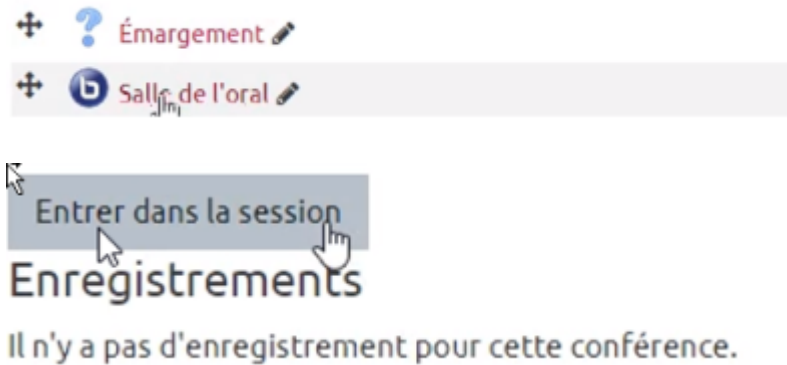 Émargement
Salle de l'oral
Entrer dans la session
Enregistrements
Il n'y a pas d'enregistrement pour cette conférence.